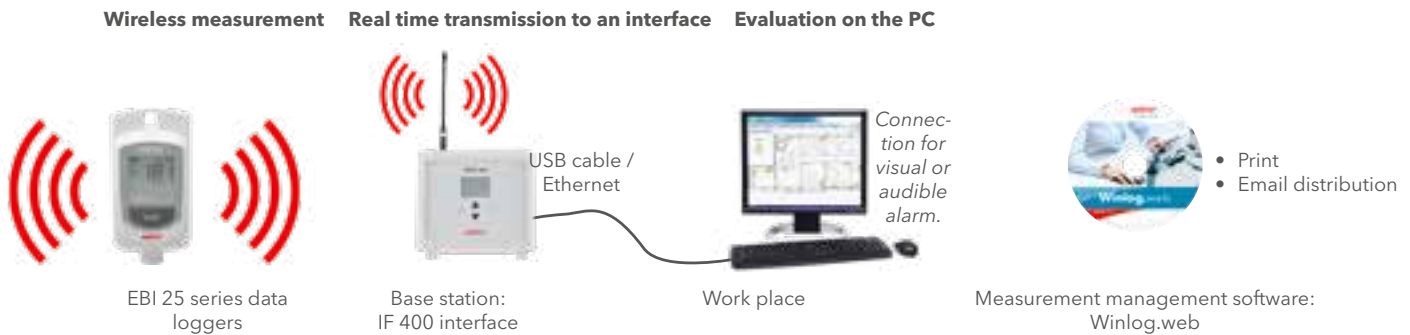 Wireless measurement
Real time transmission to an interface
Evaluation on the PC
USB cable /
Ethernet
Connec-
tion for
visual or
audible
alarm.
Winlog.web
• Print
• Email distribution
EBI 25 series data
loggers
Base station:
IF 400 interface
Work place
Measurement management software:
Winlog.web